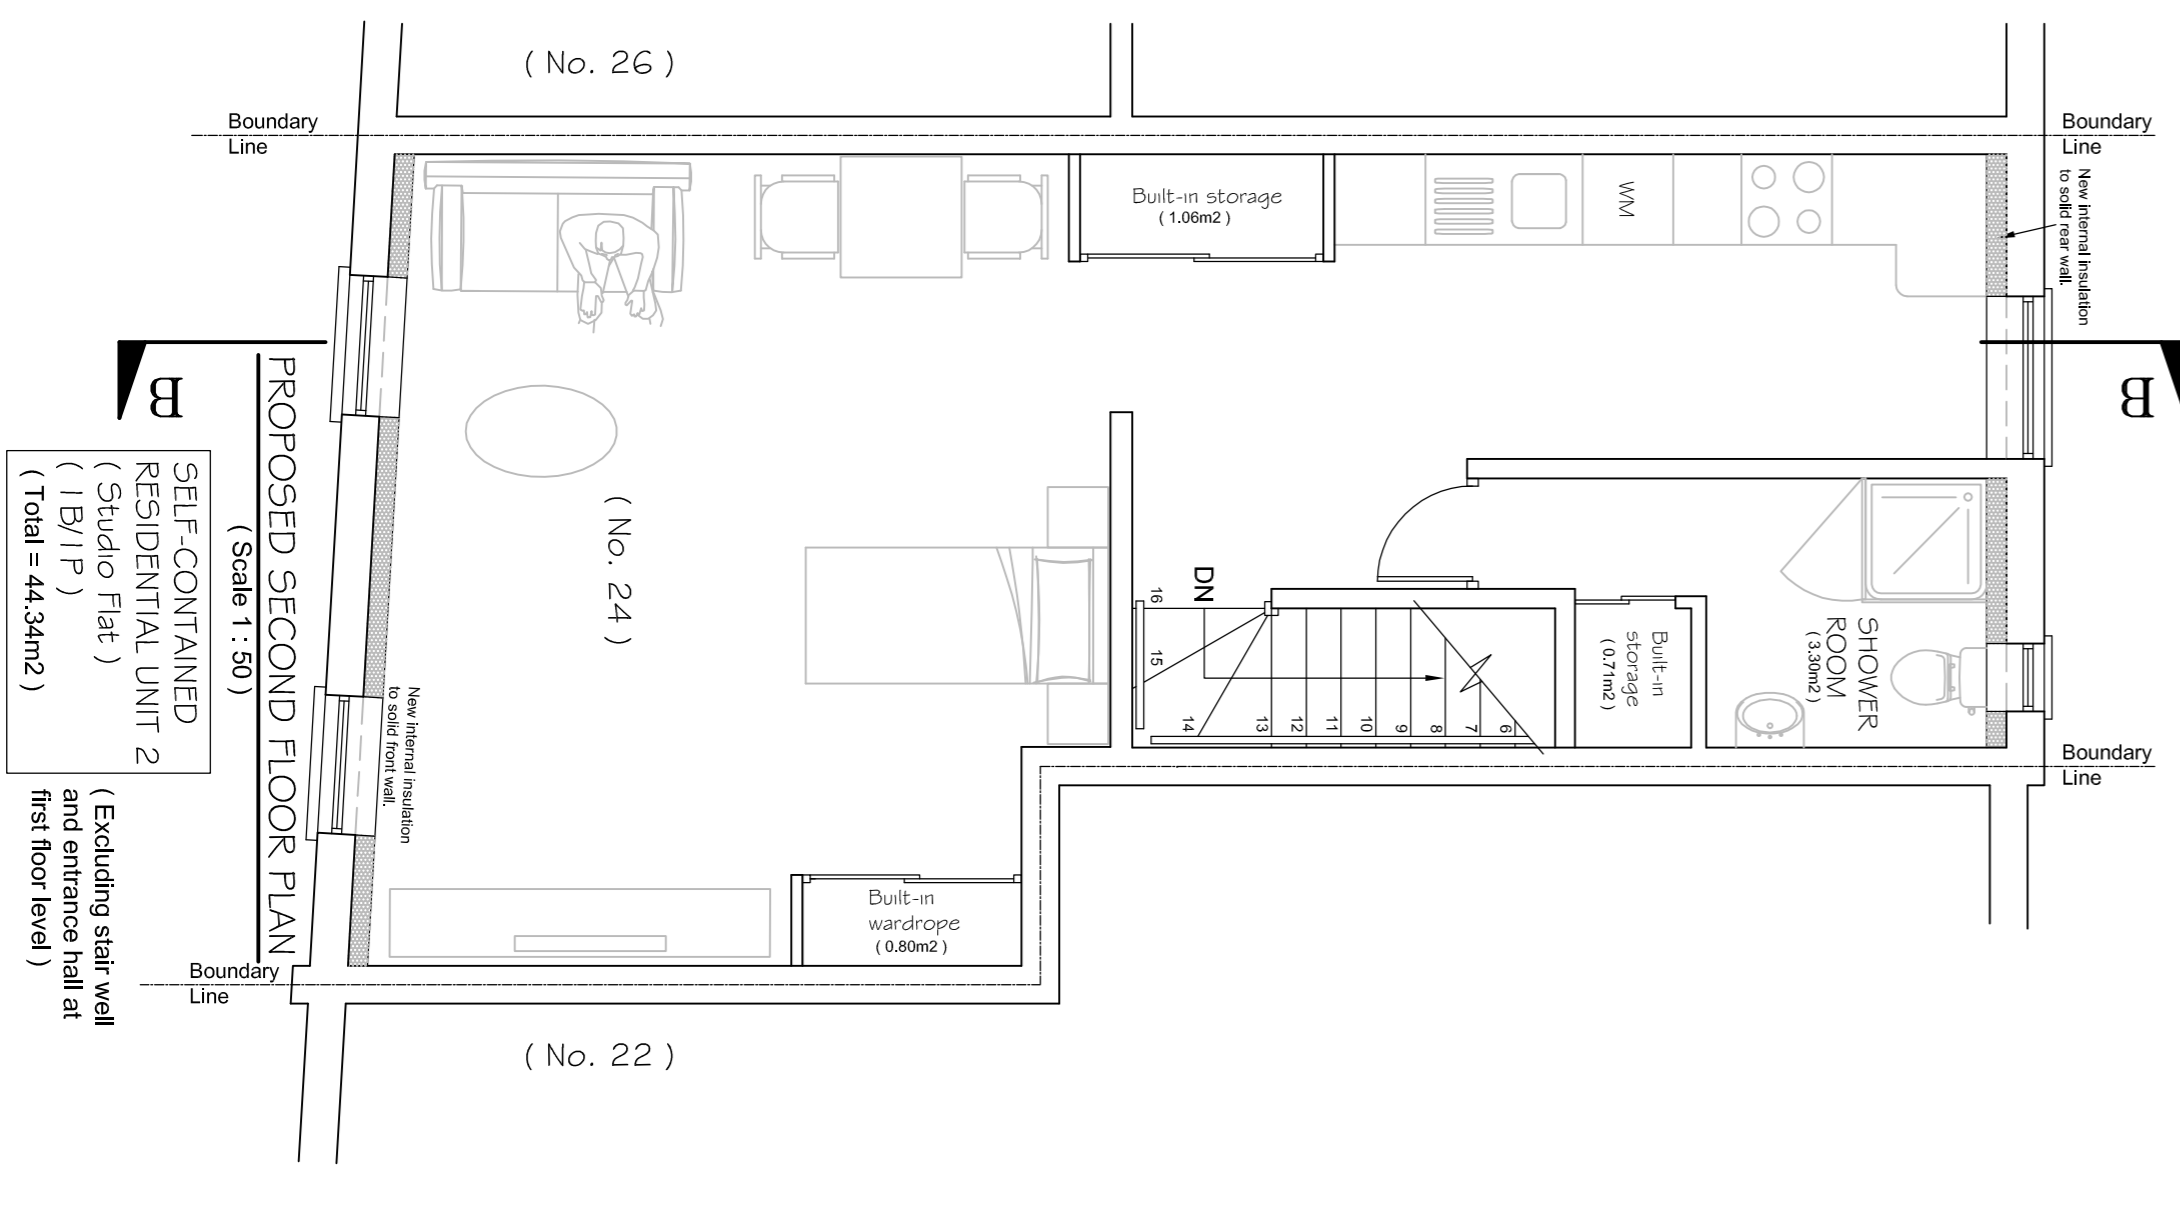 ( No. 26 )
Boundary
Line
Boundary
Line
New internal insulation
to solid rear wall.
Built-in storage
( 1.06m2 )
WM
B
B
PROPOSED SECOND FLOOR PLAN
( Scale 1 : 50 )
SELF-CONTAINED
RESIDENTIAL UNIT 2
( Studio Flat )
( 1B/1P )
( Total = 44.34m2 )
( Excluding stair well
and entrance hall at
first floor level )
( No. 24 )
New internal insulation
to solid front wall.
DN
16
15
14
13
12
11
10
9
8
7
6
Built-in
storage
( 0.71m2 )
SHOWER
ROOM
( 3.30m2 )
Boundary
Line
Built-in
wardrope
( 0.80m2 )
Boundary
Line
( No. 22 )